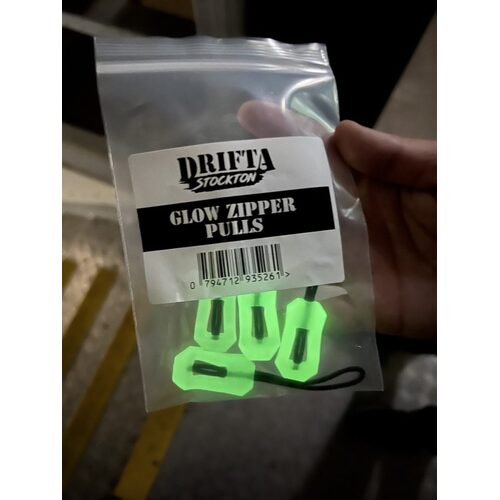 DRIFTA
STOCKTON
GLOW ZIPPER
PULLS
0 794712 935261 >